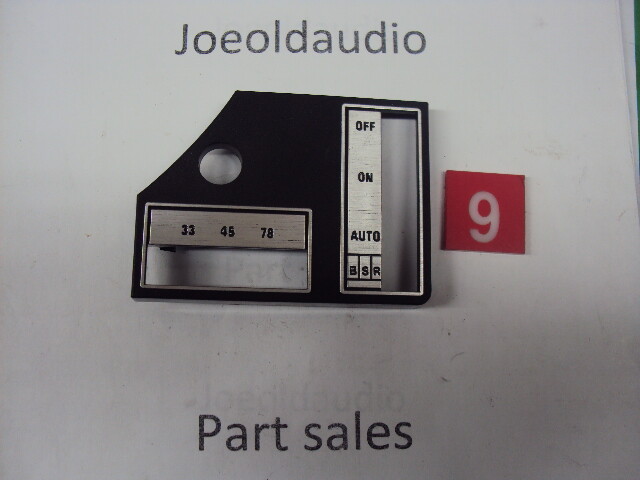 Joeoldaudio
OFF
ON
AUTO
B S R
33 45 78
9
Part sales